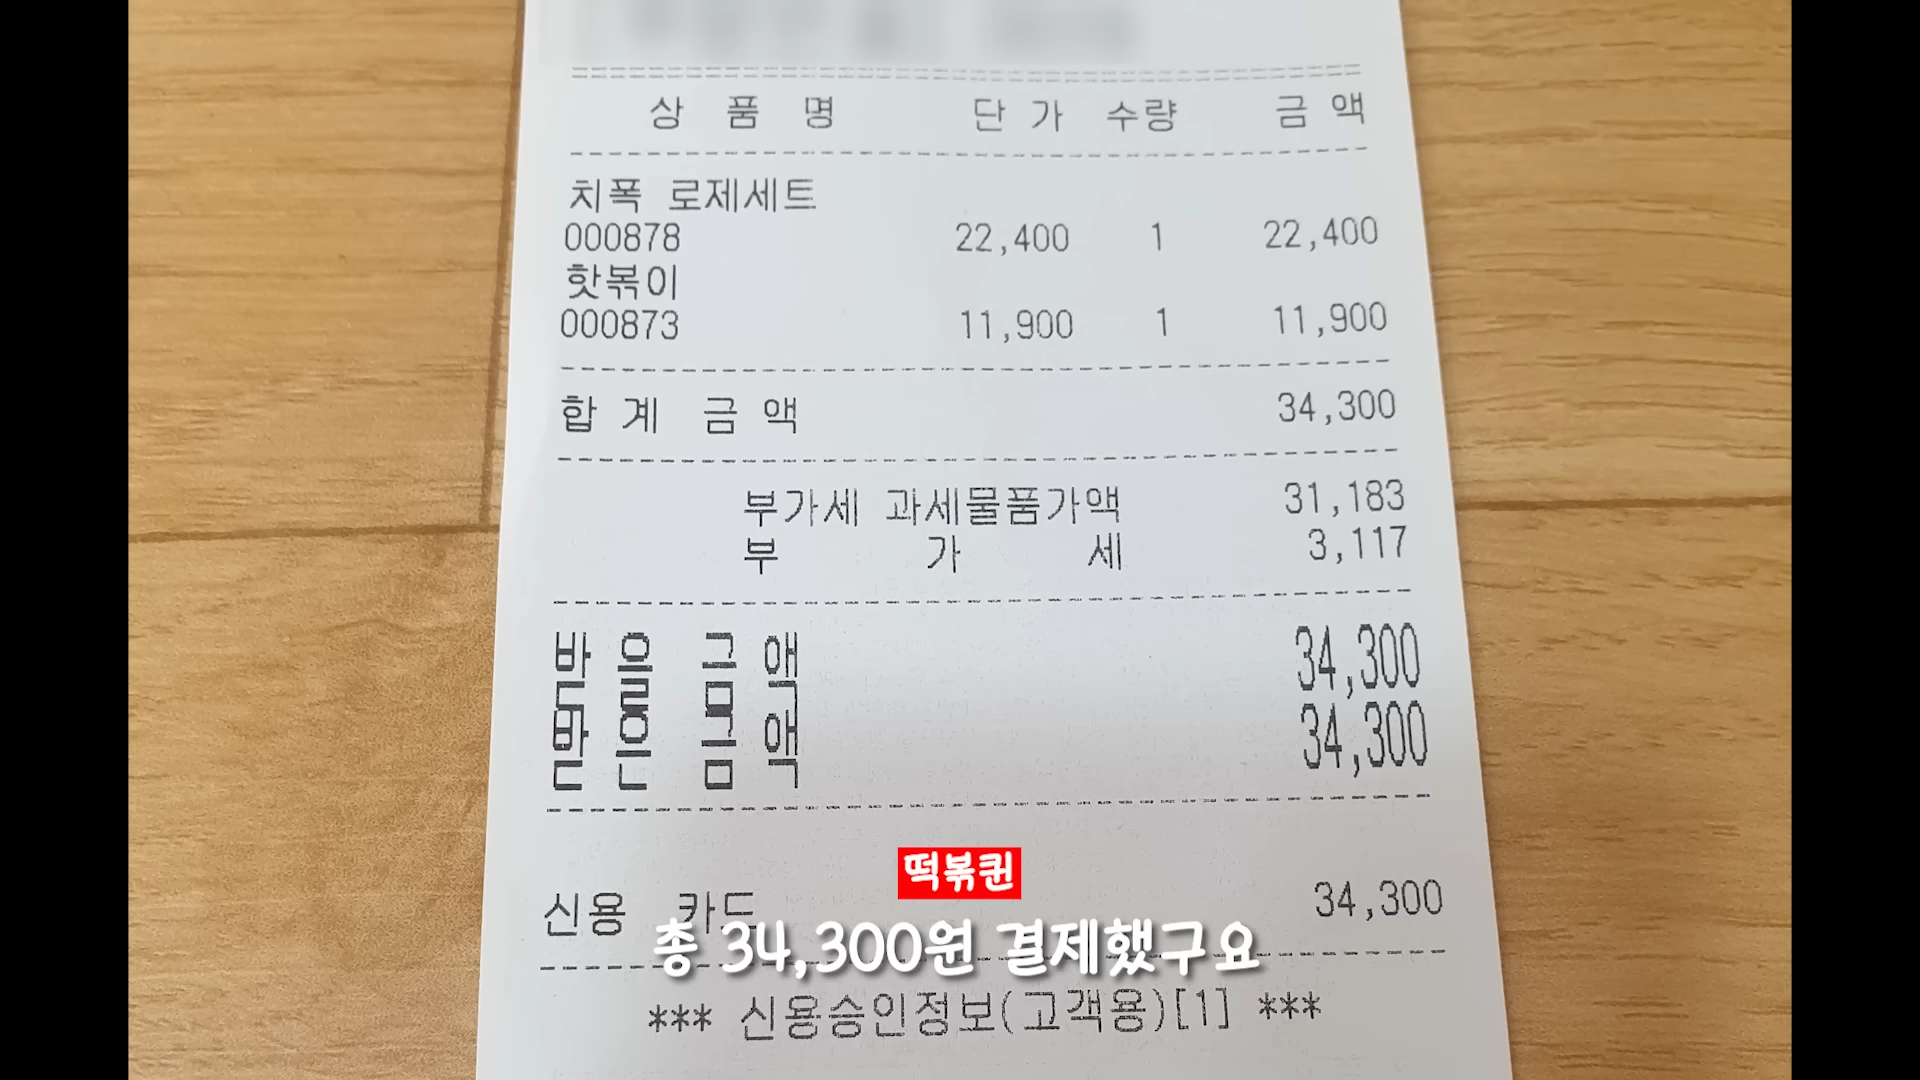 상 품 명 단 가 수량 금 액
치폭 로제세트
000878 22,400 1 22,400
핫볶이
000873 11,900 1 11,900
합 계 금 액 34,300
부가세 과세물품가액 31,183
부 가 세 3,117
받 을 금 액 34,300
받 은 금 액 34,300
떡볶퀸
신용 카드 34,300
총 34,300원 결제했구요
*** 신용승인정보(고객용)[1] ***